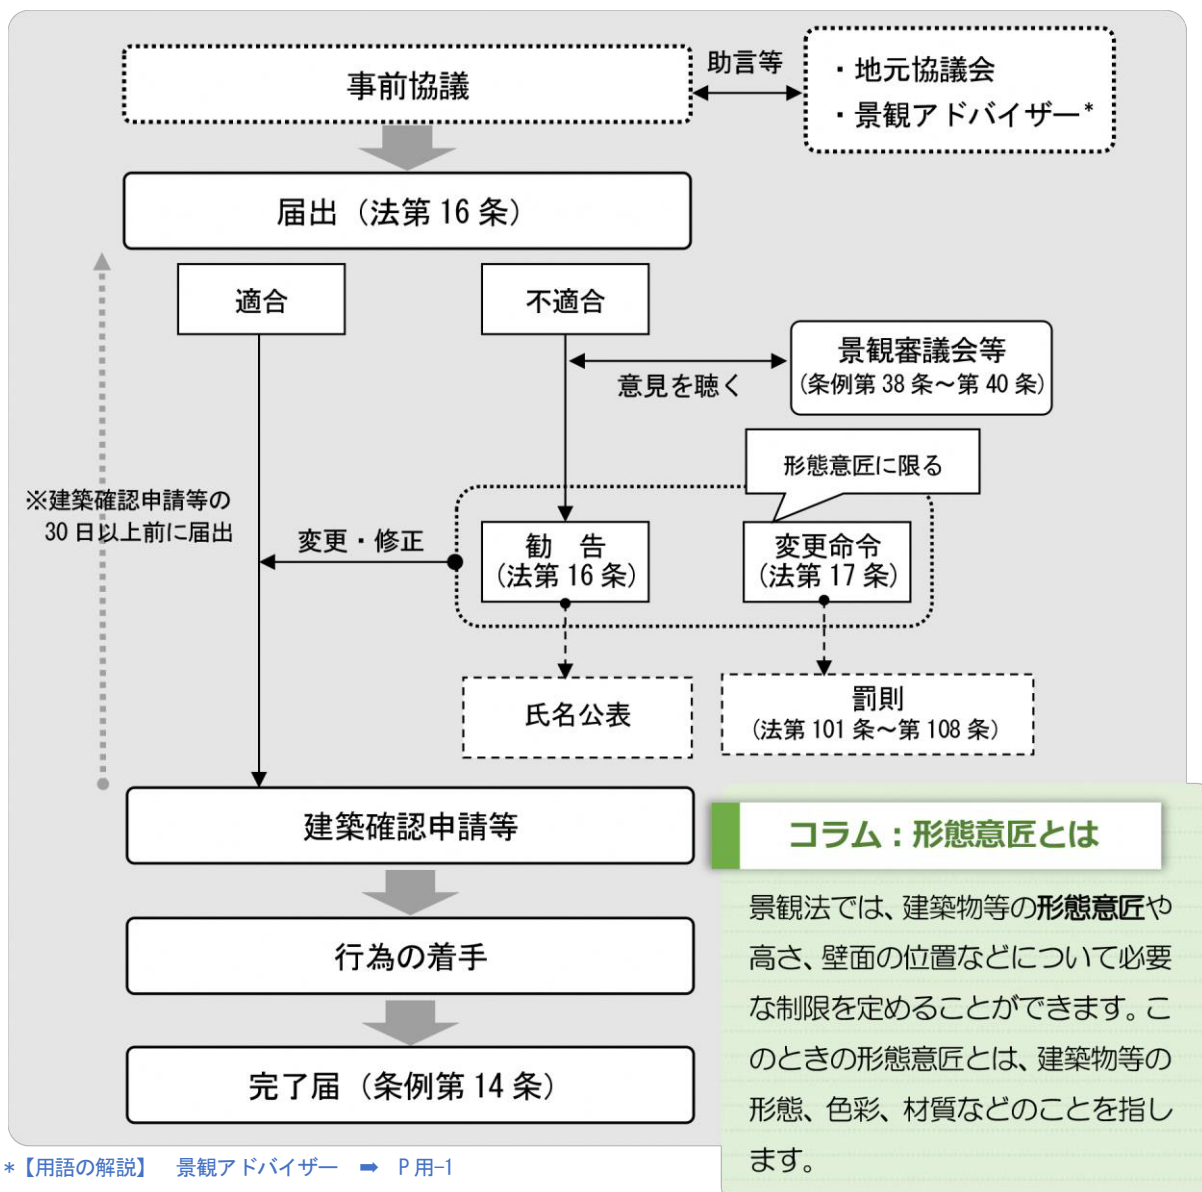 事前協議
助言等
・地元協議会
・景観アドバイザー*
届出（法第 16 条）
適合
不適合
景観審議会等
(条例第 38 条～第 40 条)
意見を聴く
形態意匠に限る
※建築確認申請等の
30 日以上前に届出
変更・修正
勧　告
(法第 16 条)
変更命令
(法第 17 条)
氏名公表
罰則
(法第 101 条～第 108 条)
建築確認申請等
行為の着手
完了届（条例第 14 条）
コラム：形態意匠とは
景観法では、建築物等の形態意匠や
高さ、壁面の位置などについて必要
な制限を定めることができます。こ
のときの形態意匠とは、建築物等の
形態、色彩、材質などのことを指し
ます。
*【用語の解説】　景観アドバイザー　➡　P 用-1